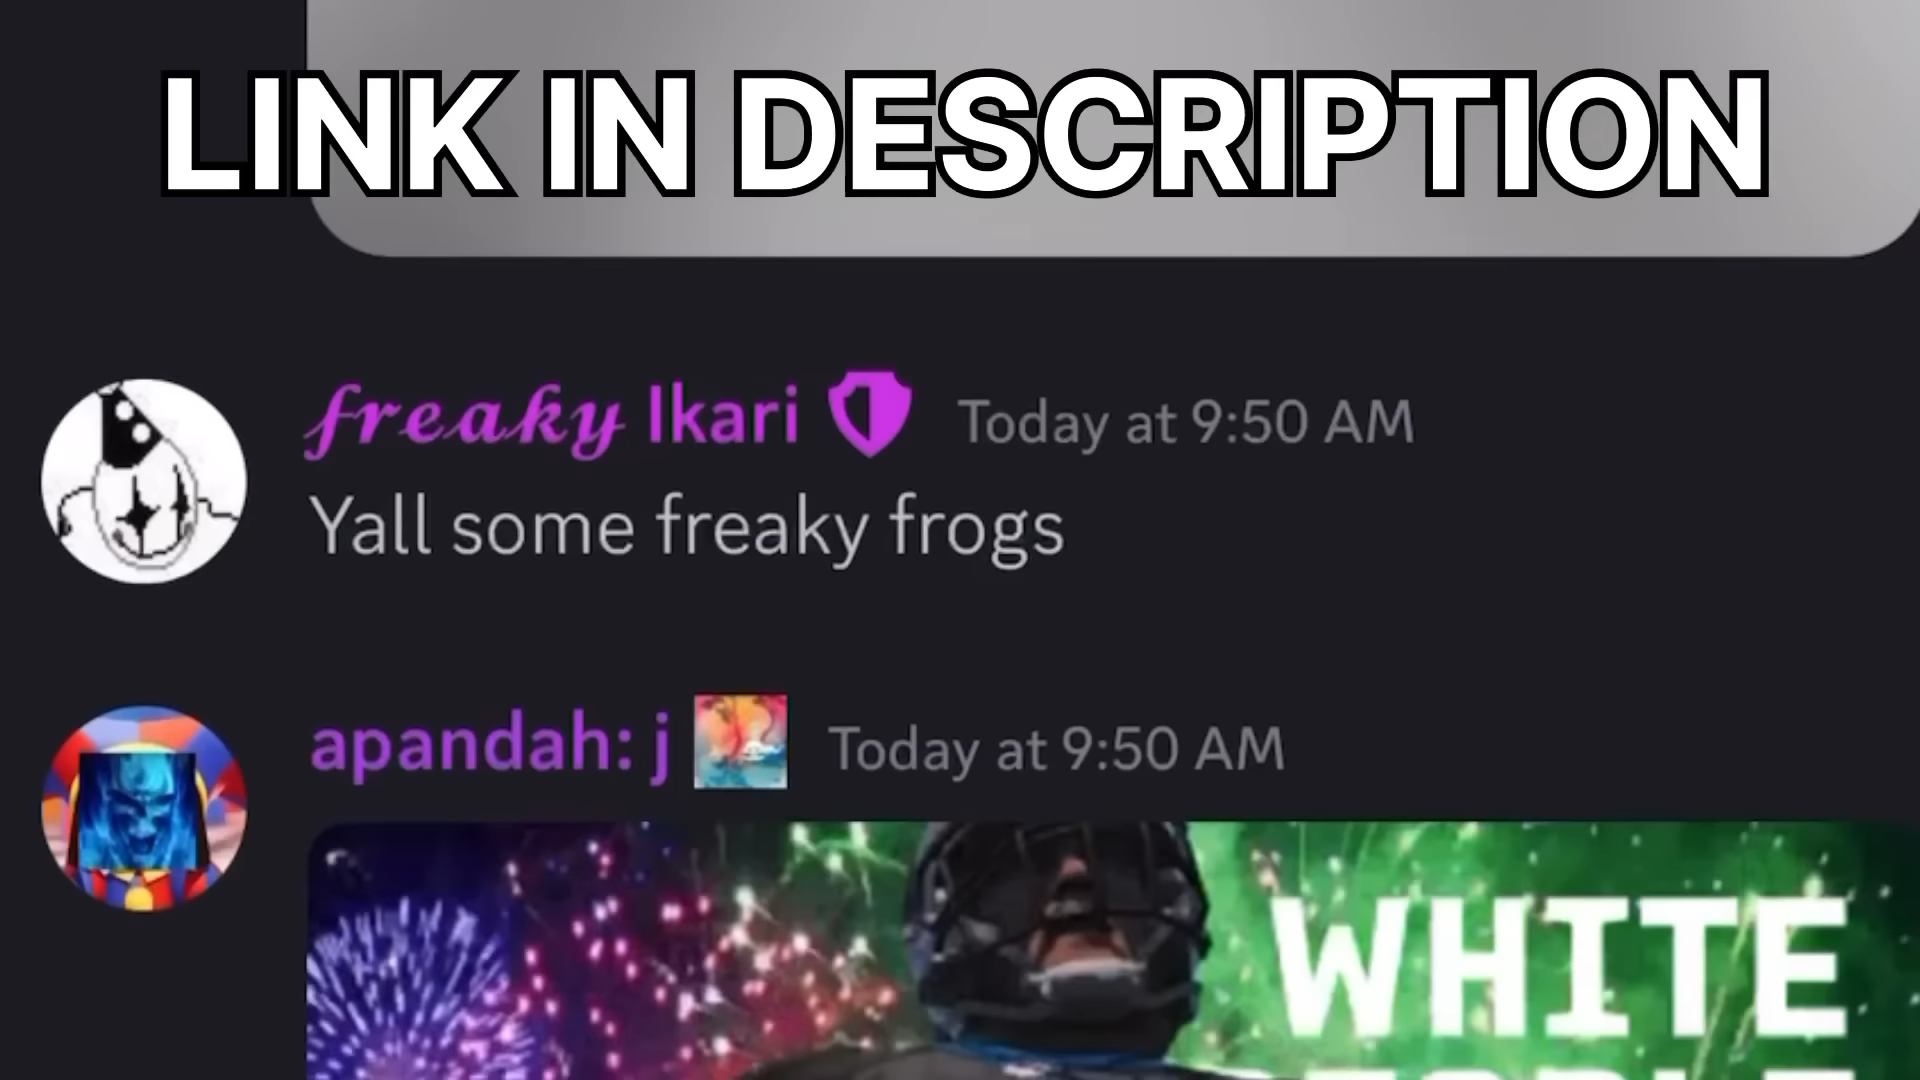 LINK IN DESCRIPTION
𝒻𝓇𝑒𝒶𝓀𝓎 Ikari Today at 9:50 AM
Yall some freaky frogs
apandah: j Today at 9:50 AM
WHITE